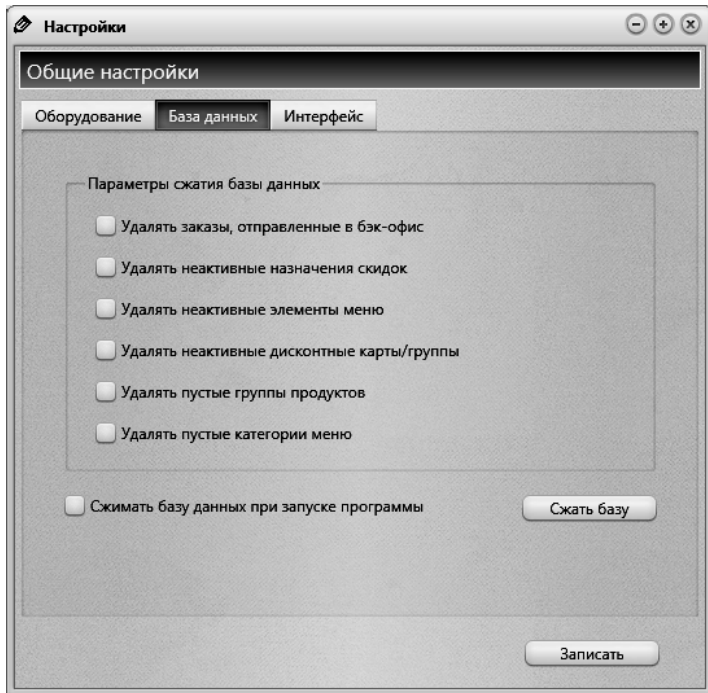 Настройки
Общие настройки
Оборудование База данных Интерфейс
Параметры сжатия базы данных
Удалять заказы, отправленные в бэк-офис
Удалять неактивные назначения скидок
Удалять неактивные элементы меню
Удалять неактивные дисконтные карты/группы
Удалять пустые группы продуктов
Удалять пустые категории меню
Сжимать базу данных при запуске программы Сжать базу
Записать